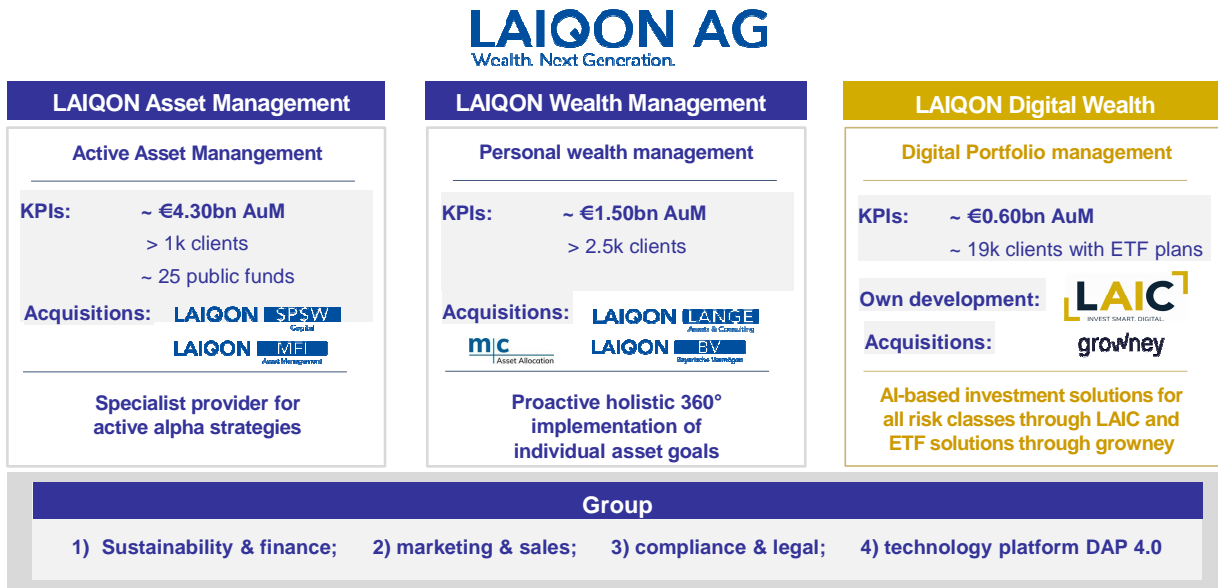 LAIQON AG
Wealth. Next Generation.
LAIQON Asset Management
Active Asset Manangement
KPIs: ~ €4.30bn AuM
> 1k clients
~ 25 public funds
Acquisitions: LAIQON SPSW
Capital
LAIQON MFI
Asset Management
Specialist provider for
active alpha strategies
LAIQON Wealth Management
Personal wealth management
KPIs: ~ €1.50bn AuM
> 2.5k clients
Acquisitions: LAIQON LANGE
Assets & Consulting
m|c Asset Allocation
LAIQON BV
Bayerische Vermögen
Proactive holistic 360°
implementation of
individual asset goals
LAIQON Digital Wealth
Digital Portfolio management
KPIs: ~ €0.60bn AuM
~ 19k clients with ETF plans
Own development: LAIC
INVEST SMART. DIGITAL.
Acquisitions: growney
AI-based investment solutions for
all risk classes through LAIC and
ETF solutions through growney
Group
1) Sustainability & finance; 2) marketing & sales; 3) compliance & legal; 4) technology platform DAP 4.0